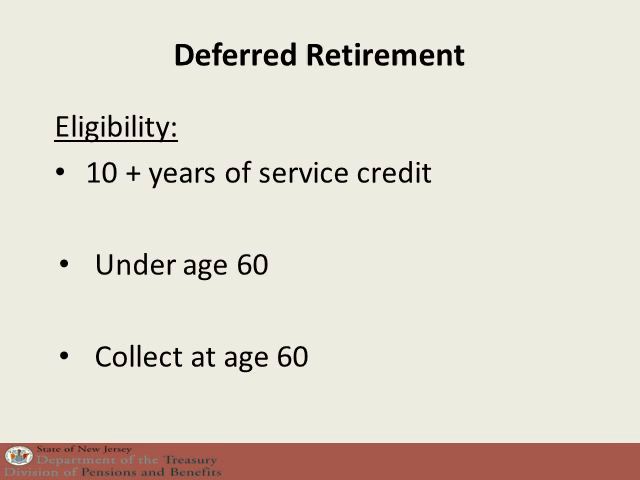 Deferred Retirement
Eligibility:
• 10 + years of service credit
• Under age 60
• Collect at age 60
State of New Jersey
Department of the Treasury
Division of Pensions and Benefits